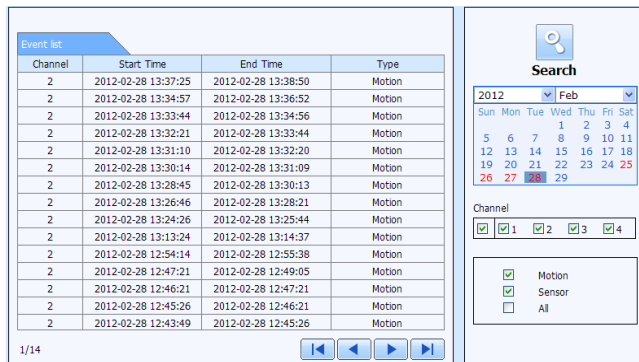 Event list
Channel Start Time End Time Type
2 2012-02-28 13:37:25 2012-02-28 13:38:50 Motion
2 2012-02-28 13:34:57 2012-02-28 13:36:52 Motion
2 2012-02-28 13:33:44 2012-02-28 13:34:56 Motion
2 2012-02-28 13:32:21 2012-02-28 13:33:44 Motion
2 2012-02-28 13:31:10 2012-02-28 13:32:20 Motion
2 2012-02-28 13:30:14 2012-02-28 13:31:09 Motion
2 2012-02-28 13:28:45 2012-02-28 13:30:13 Motion
2 2012-02-28 13:26:46 2012-02-28 13:28:21 Motion
2 2012-02-28 13:24:26 2012-02-28 13:25:44 Motion
2 2012-02-28 13:13:24 2012-02-28 13:14:37 Motion
2 2012-02-28 12:54:14 2012-02-28 12:55:38 Motion
2 2012-02-28 12:47:21 2012-02-28 12:49:05 Motion
2 2012-02-28 12:46:21 2012-02-28 12:47:21 Motion
2 2012-02-28 12:45:26 2012-02-28 12:46:21 Motion
2 2012-02-28 12:43:49 2012-02-28 12:45:26 Motion
1/14
Search
2012 Feb
Sun Mon Tue Wed Thu Fri Sat
1 2 3 4
5 6 7 8 9 10 11
12 13 14 15 16 17 18
19 20 21 22 23 24 25
26 27 28 29
Channel
1 2 3 4
Motion
Sensor
All